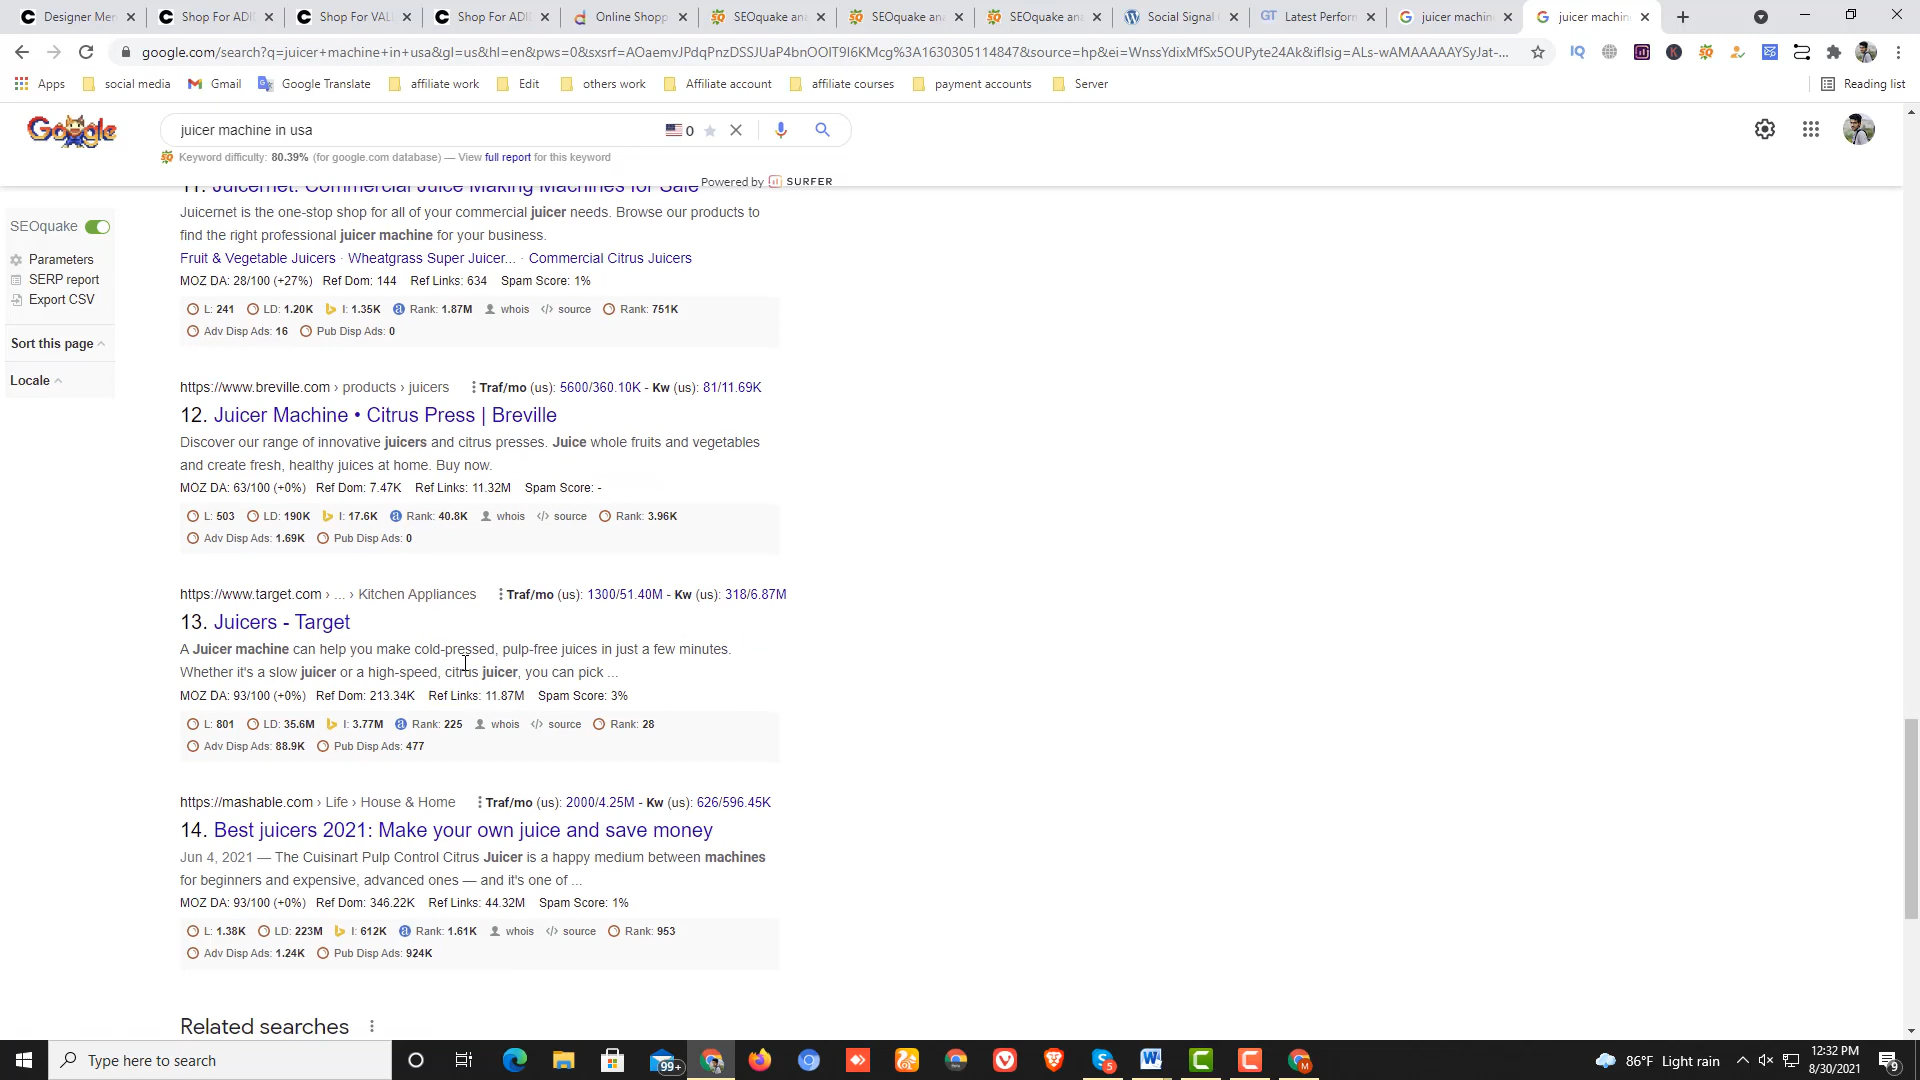 Designer Mer
Shop For ADI
Shop For VAL
Shop For ADI
Online Shopp
SEOquake ana
SEOquake ana
SEOquake ana
Social Signal
Latest Perform
juicer machin
juicer machin
google.com/search?q=juicer+machine+in+usa&gl=us&hl=en&pws=0&sxsrf=AOaemvJPdqPnzDSSJUaP4bnOOIT9I6KMcg%3A1630305114847&source=hp&ei=WnssYdixMfSx5OUPyte24Ak&iflsig=ALs-wAMAAAAAYSyJat-...
Apps
social media
Gmail
Google Translate
affiliate work
Edit
others work
Affiliate account
affiliate courses
payment accounts
Server
Reading list
Google
juicer machine in usa
0
Keyword difficulty: 80.39% (for google.com database) — View full report for this keyword
Powered by SURFER
SEOquake
Parameters
SERP report
Export CSV
Sort this page
Locale
11. Juicernet: Commercial Juice Making Machines for Sale
Juicernet is the one-stop shop for all of your commercial juicer needs. Browse our products to
find the right professional juicer machine for your business.
Fruit & Vegetable Juicers · Wheatgrass Super Juicer... · Commercial Citrus Juicers
MOZ DA: 28/100 (+27%) Ref Dom: 144 Ref Links: 634 Spam Score: 1%
L: 241 LD: 1.20K I: 1.35K Rank: 1.87M whois source Rank: 751K
Adv Disp Ads: 16 Pub Disp Ads: 0
https://www.breville.com › products › juicers Traf/mo (us): 5600/360.10K - Kw (us): 81/11.69K
12. Juicer Machine • Citrus Press | Breville
Discover our range of innovative juicers and citrus presses. Juice whole fruits and vegetables
and create fresh, healthy juices at home. Buy now.
MOZ DA: 63/100 (+0%) Ref Dom: 7.47K Ref Links: 11.32M Spam Score: -
L: 503 LD: 190K I: 17.6K Rank: 40.8K whois source Rank: 3.96K
Adv Disp Ads: 1.69K Pub Disp Ads: 0
https://www.target.com › ... › Kitchen Appliances Traf/mo (us): 1300/51.40M - Kw (us): 318/6.87M
13. Juicers - Target
A Juicer machine can help you make cold-pressed, pulp-free juices in just a few minutes.
Whether it's a slow juicer or a high-speed, citrus juicer, you can pick ...
MOZ DA: 93/100 (+0%) Ref Dom: 213.34K Ref Links: 11.87M Spam Score: 3%
L: 801 LD: 35.6M I: 3.77M Rank: 225 whois source Rank: 28
Adv Disp Ads: 88.9K Pub Disp Ads: 477
https://mashable.com › Life › House & Home Traf/mo (us): 2000/4.25M - Kw (us): 626/596.45K
14. Best juicers 2021: Make your own juice and save money
Jun 4, 2021 — The Cuisinart Pulp Control Citrus Juicer is a happy medium between machines
for beginners and expensive, advanced ones — and it's one of ...
MOZ DA: 93/100 (+0%) Ref Dom: 346.22K Ref Links: 44.32M Spam Score: 1%
L: 1.38K LD: 223M I: 612K Rank: 1.61K whois source Rank: 953
Adv Disp Ads: 1.24K Pub Disp Ads: 924K
Related searches
Type here to search
99+
5
86°F Light rain
12:32 PM
8/30/2021
9